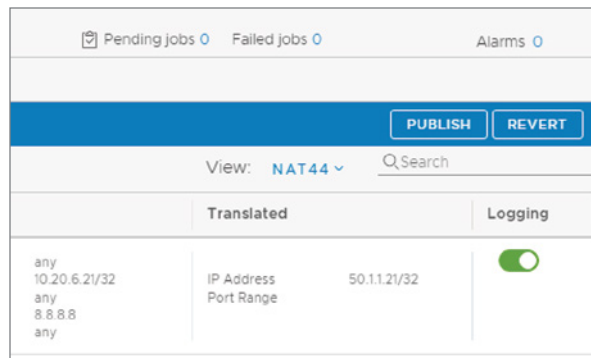 Pending jobs 0 Failed jobs 0 Alarms 0
PUBLISH REVERT
View: NAT44 Search
Translated Logging
any
10.20.6.21/32 IP Address 50.1.1.21/32
any Port Range
8.8.8.8
any